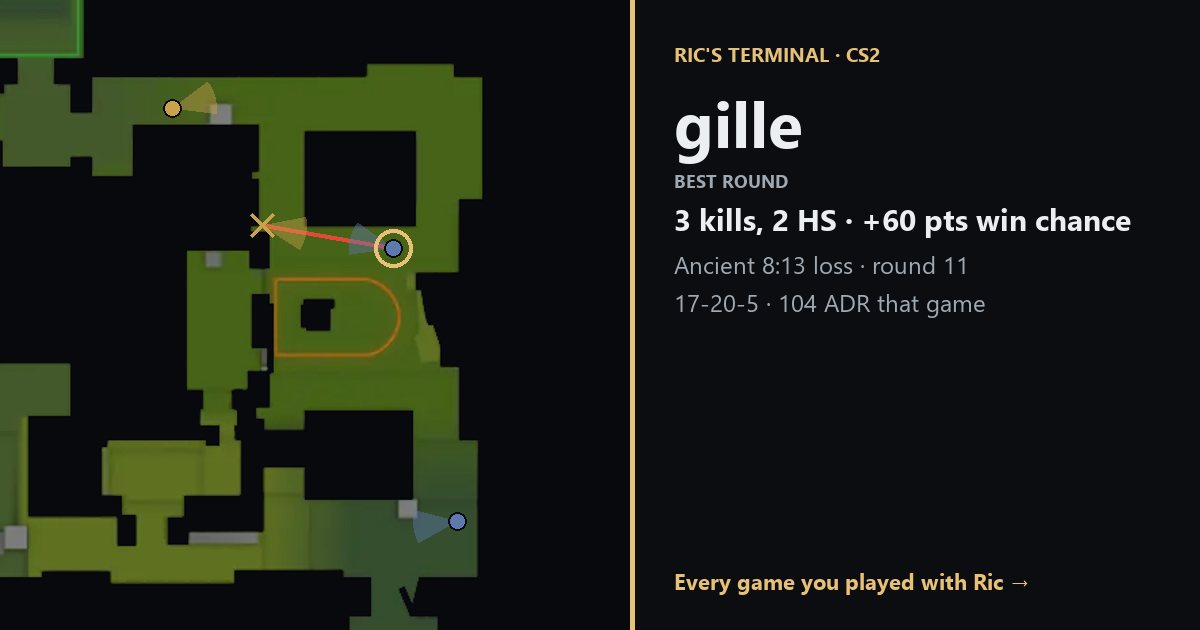 RIC'S TERMINAL · CS2
gille
BEST ROUND
3 kills, 2 HS · +60 pts win chance
Ancient 8:13 loss · round 11
17-20-5 · 104 ADR that game
Every game you played with Ric →